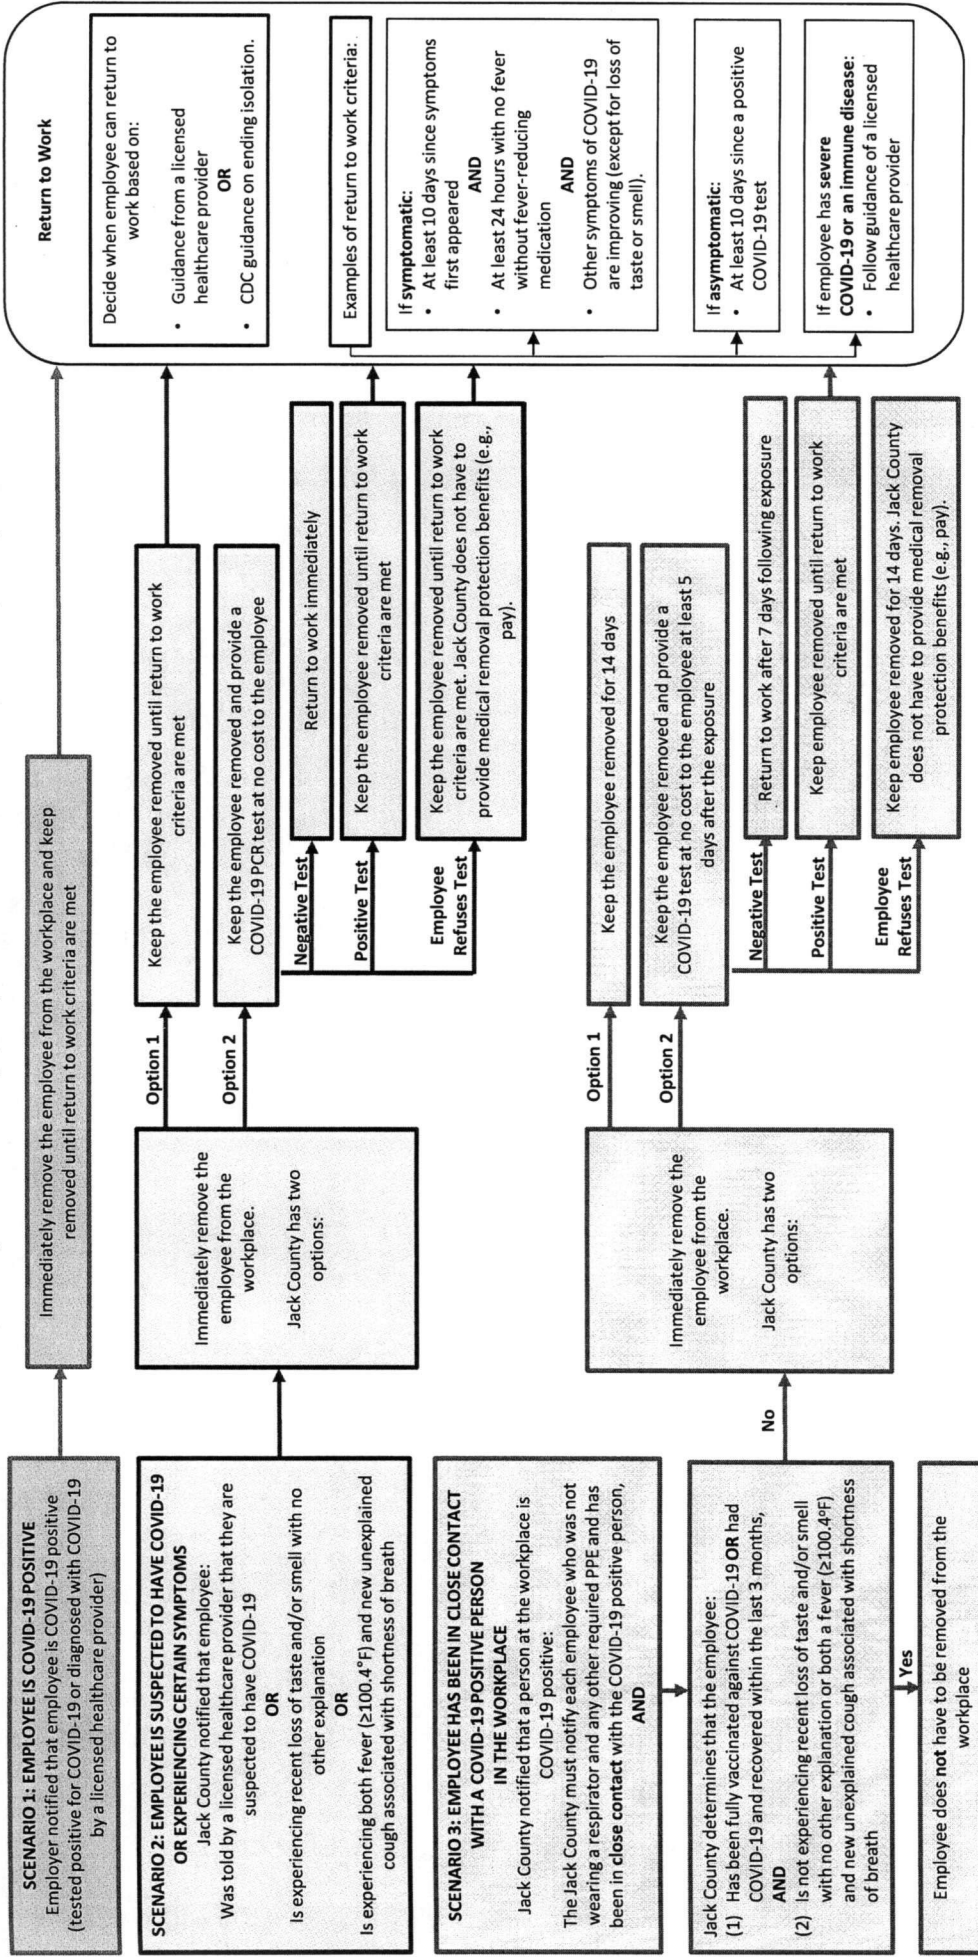 SCENARIO 1: EMPLOYEE IS COVID-19 POSITIVE
Employer notified that employee is COVID-19 positive
(tested positive for COVID-19 or diagnosed with COVID-19
by a licensed healthcare provider)
Immediately remove the employee from the workplace and keep
removed until return to work criteria are met
SCENARIO 2: EMPLOYEE IS SUSPECTED TO HAVE COVID-19
OR EXPERIENCING CERTAIN SYMPTOMS
Jack County notified that employee:
Was told by a licensed healthcare provider that they are
suspected to have COVID-19
OR
Is experiencing recent loss of taste and/or smell with no
other explanation
OR
Is experiencing both fever (≥100.4°F) and new unexplained
cough associated with shortness of breath
Immediately remove the
employee from the
workplace.
Jack County has two
options:
Option 1
Keep the employee removed until return to work
criteria are met
Option 2
Keep the employee removed and provide a
COVID-19 PCR test at no cost to the employee
Negative Test
Return to work immediately
Positive Test
Keep the employee removed until return to work
criteria are met
Employee
Refuses Test
Keep the employee removed until return to work
criteria are met. Jack County does not have to
provide medical removal protection benefits (e.g.,
pay).
SCENARIO 3: EMPLOYEE HAS BEEN IN CLOSE CONTACT
WITH A COVID-19 POSITIVE PERSON
IN THE WORKPLACE
Jack County notified that a person at the workplace is
COVID-19 positive:
The Jack County must notify each employee who was not
wearing a respirator and any other required PPE and has
been in close contact with the COVID-19 positive person,
AND
Jack County determines that the employee:
(1) Has been fully vaccinated against COVID-19 OR had
COVID-19 and recovered within the last 3 months,
AND
(2) Is not experiencing recent loss of taste and/or smell
with no other explanation or both a fever (≥100.4°F)
and new unexplained cough associated with shortness
of breath
Yes
Employee does not have to be removed from the
workplace
No
Immediately remove the
employee from the
workplace.
Jack County has two
options:
Option 1
Keep the employee removed for 14 days
Option 2
Keep the employee removed and provide a
COVID-19 test at no cost to the employee at least 5
days after the exposure
Negative Test
Return to work after 7 days following exposure
Positive Test
Keep employee removed until return to work
criteria are met
Employee
Refuses Test
Keep employee removed for 14 days. Jack County
does not have to provide medical removal
protection benefits (e.g., pay).
Return to Work
Decide when employee can return to
work based on:
• Guidance from a licensed
healthcare provider
OR
• CDC guidance on ending isolation.
Examples of return to work criteria:
If symptomatic:
• At least 10 days since symptoms
first appeared
AND
• At least 24 hours with no fever
without fever-reducing
medication
AND
• Other symptoms of COVID-19
are improving (except for loss of
taste or smell).
If asymptomatic:
• At least 10 days since a positive
COVID-19 test
If employee has severe
COVID-19 or an immune disease:
• Follow guidance of a licensed
healthcare provider